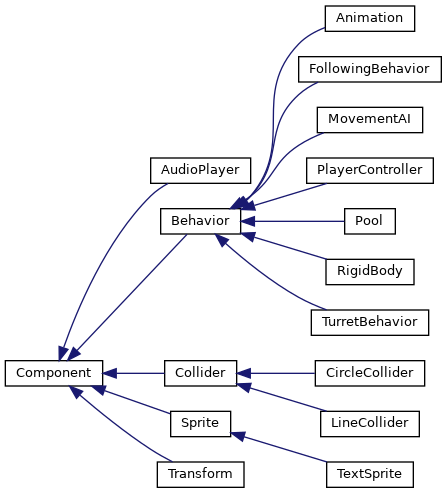 Animation
FollowingBehavior
MovementAI
AudioPlayer
PlayerController
Behavior
Pool
RigidBody
TurretBehavior
Component
Collider
CircleCollider
Sprite
LineCollider
Transform
TextSprite